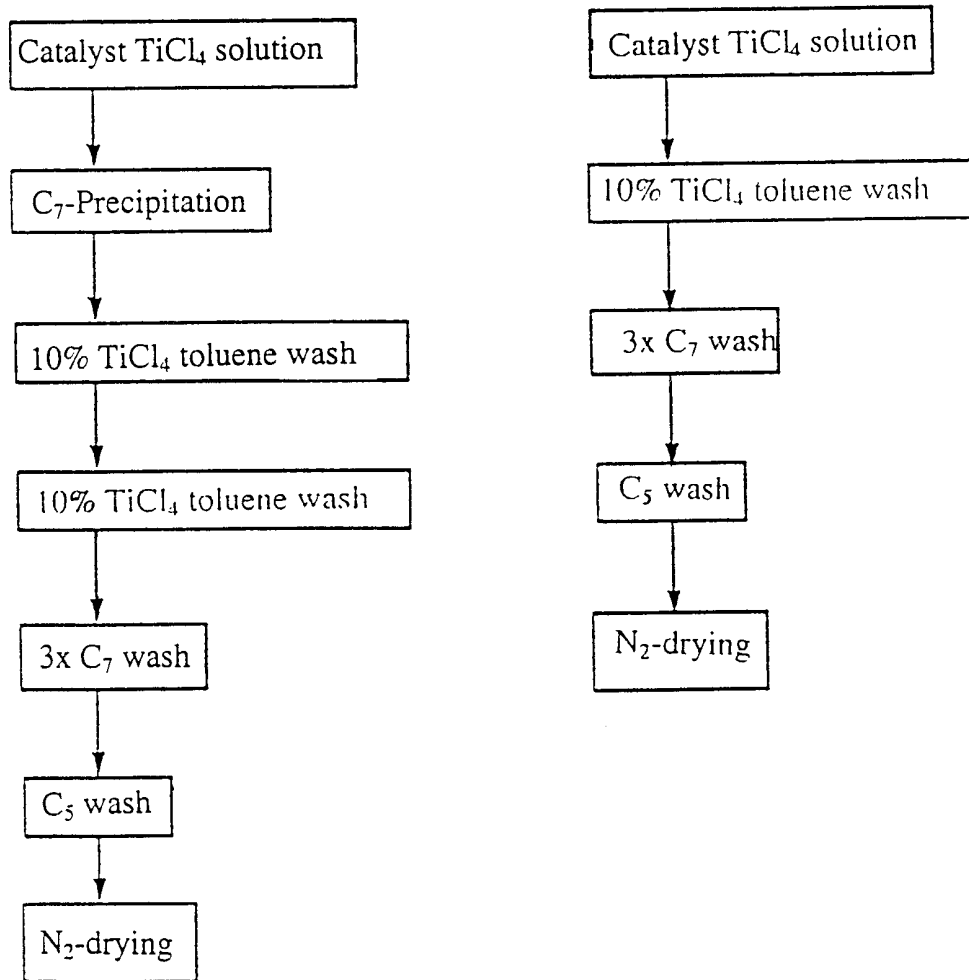 Catalyst TiCl₄ solution
C₇-Precipitation
10% TiCl₄ toluene wash
10% TiCl₄ toluene wash
3x C₇ wash
C₅ wash
N₂-drying
Catalyst TiCl₄ solution
10% TiCl₄ toluene wash
3x C₇ wash
C₅ wash
N₂-drying